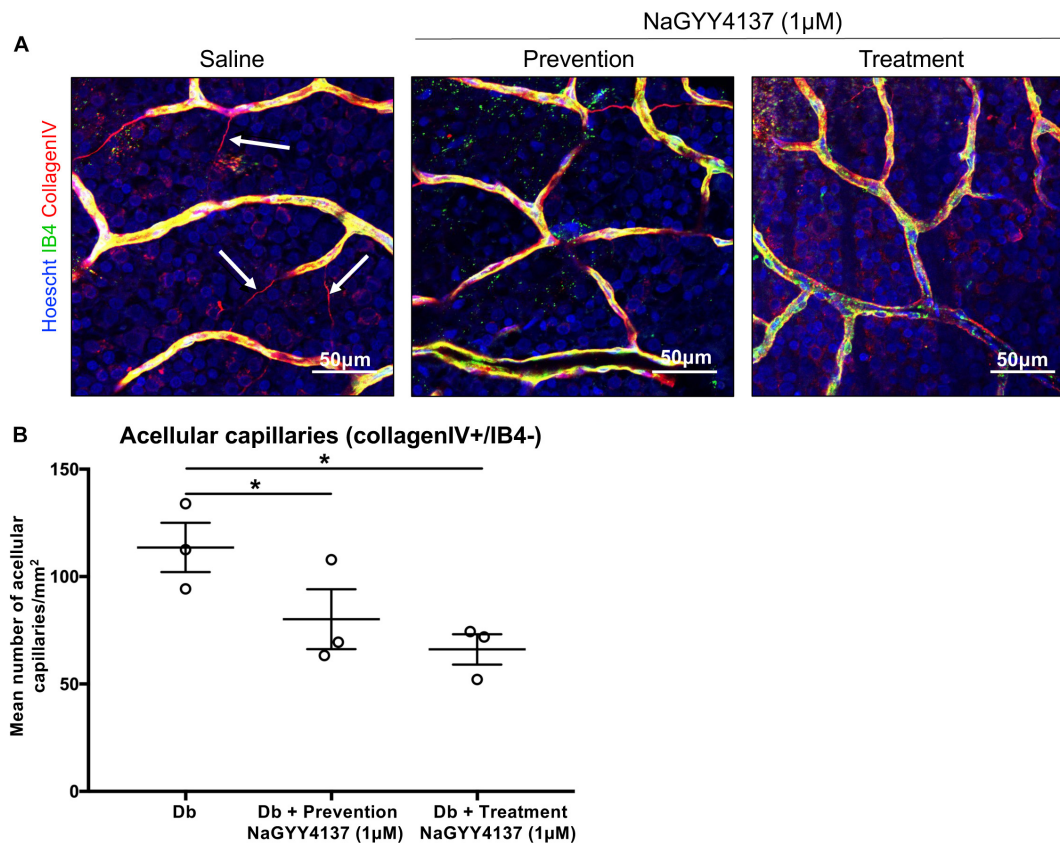 NaGYY4137 (1µM)
A
Saline
Prevention
Treatment
Hoescht IB4 CollagenIV
50µm
50µm
50µm
B
Acellular capillaries (collagenIV+/IB4-)
*
*
Mean number of acellular
capillaries/mm²
150
100
50
0
Db
Db + Prevention
NaGYY4137 (1µM)
Db + Treatment
NaGYY4137 (1µM)